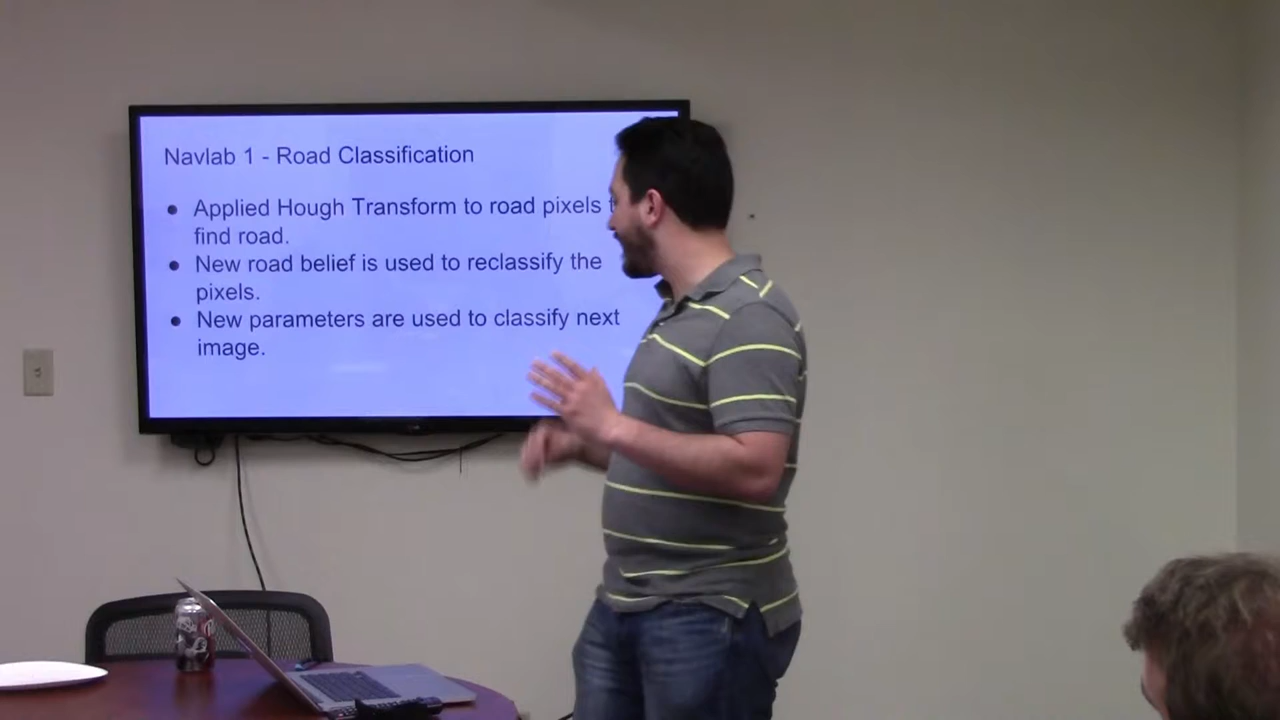 Navlab 1 - Road Classification
● Applied Hough Transform to road pixels
find road.
● New road belief is used to reclassify the
pixels.
● New parameters are used to classify next
image.